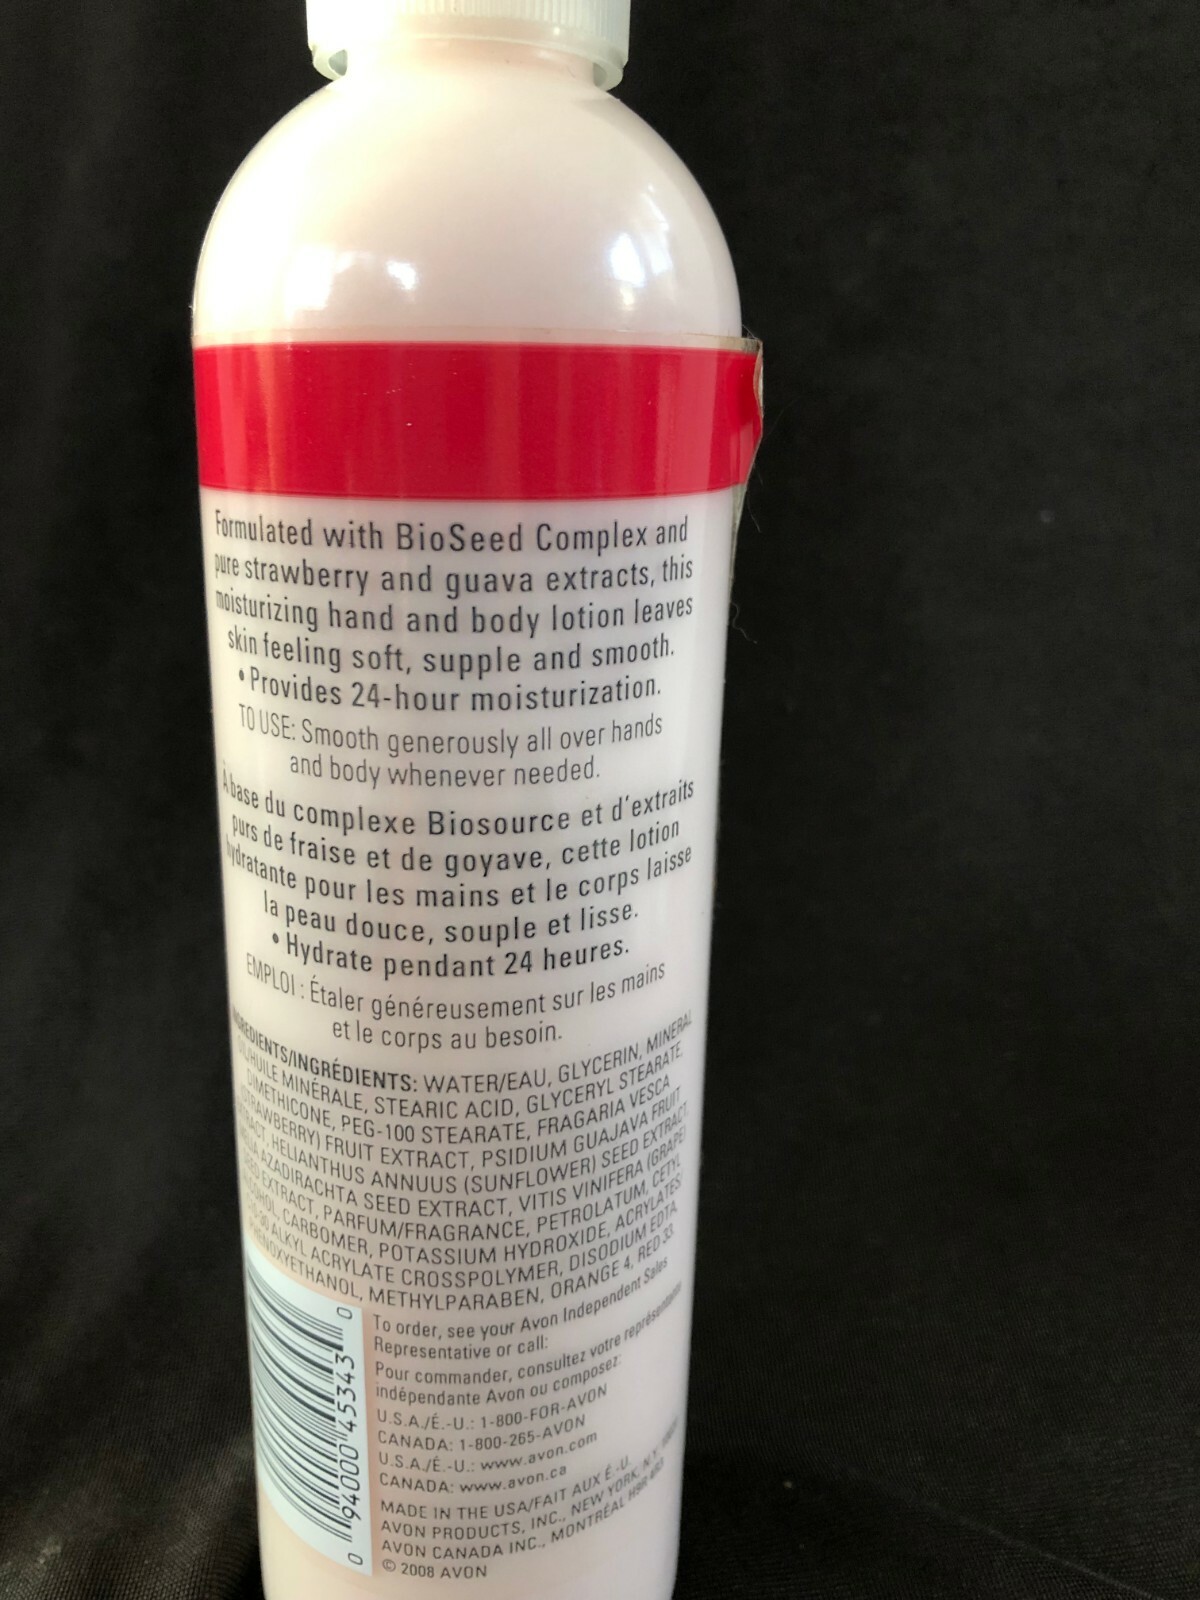 Formulated with BioSeed Complex and
pure strawberry and guava extracts, this
moisturizing hand and body lotion leaves
skin feeling soft, supple and smooth.
• Provides 24-hour moisturization.
TO USE: Smooth generously all over hands
and body whenever needed.
À base du complexe Biosource et d'extraits
purs de fraise et de goyave, cette lotion
hydratante pour les mains et le corps laisse
la peau douce, souple et lisse.
• Hydrate pendant 24 heures.
EMPLOI : Étaler généreusement sur les mains
et le corps au besoin.
INGREDIENTS/INGRÉDIENTS: WATER/EAU, GLYCERIN, MINERAL
OIL/HUILE MINÉRALE, STEARIC ACID, GLYCERYL STEARATE,
DIMETHICONE, PEG-100 STEARATE, FRAGARIA VESCA
(STRAWBERRY) FRUIT EXTRACT, PSIDIUM GUAJAVA FRUIT
EXTRACT, HELIANTHUS ANNUUS (SUNFLOWER) SEED EXTRACT,
AZADIRACHTA SEED EXTRACT, VITIS VINIFERA (GRAPE)
SEED EXTRACT, PARFUM/FRAGRANCE, PETROLATUM, CETYL
ALCOHOL, CARBOMER, POTASSIUM HYDROXIDE, ACRYLATES/
ALKYL ACRYLATE CROSSPOLYMER, DISODIUM EDTA,
PHENOXYETHANOL, METHYLPARABEN, ORANGE 4, RED 33.
To order, see your Avon Independent Sales
Representative or call:
Pour commander, consultez votre représentante
indépendante Avon ou composez:
U.S.A./É.-U.: 1-800-FOR-AVON
CANADA: 1-800-265-AVON
U.S.A./É.-U.: www.avon.com
CANADA: www.avon.ca
MADE IN THE USA/FAIT AUX É.-U.
AVON PRODUCTS, INC., NEW YORK, N.Y.
AVON CANADA INC., MONTRÉAL H9R 4R3
© 2008 AVON
0 94000 45343 0